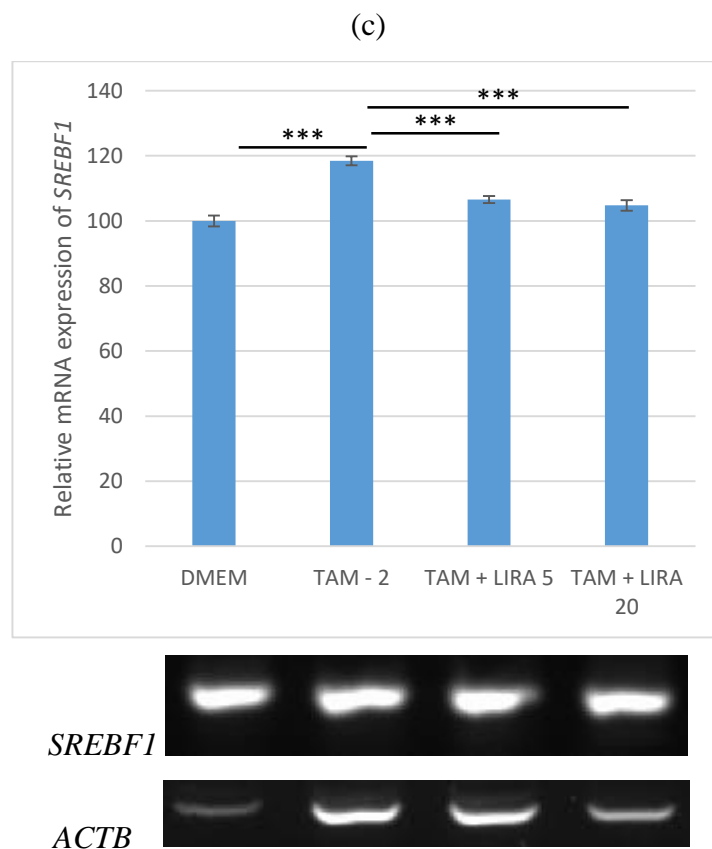 (c)
Relative mRNA expression of SREBF1
140
120
100
80
60
40
20
0
***
***
***
DMEM
TAM - 2
TAM + LIRA 5
TAM + LIRA
20
SREBF1
ACTB